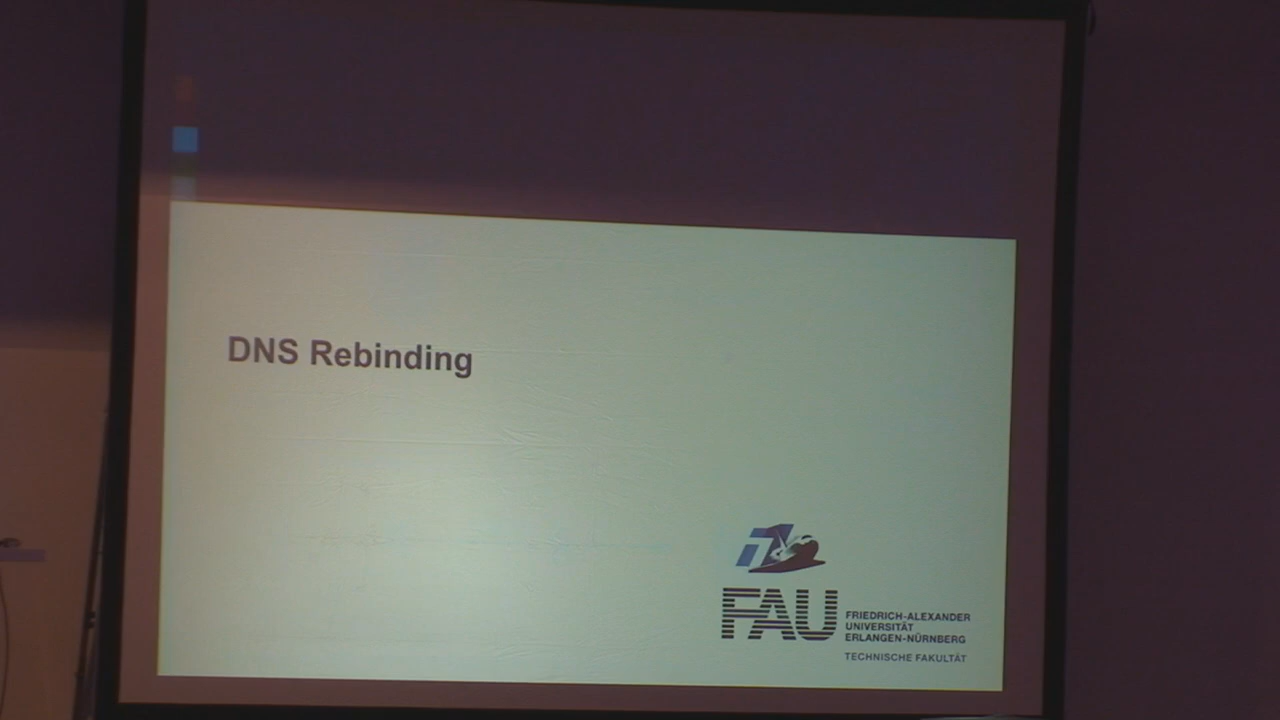 DNS Rebinding
FAU
FRIEDRICH-ALEXANDER
UNIVERSITÄT
ERLANGEN-NÜRNBERG
TECHNISCHE FAKULTÄT